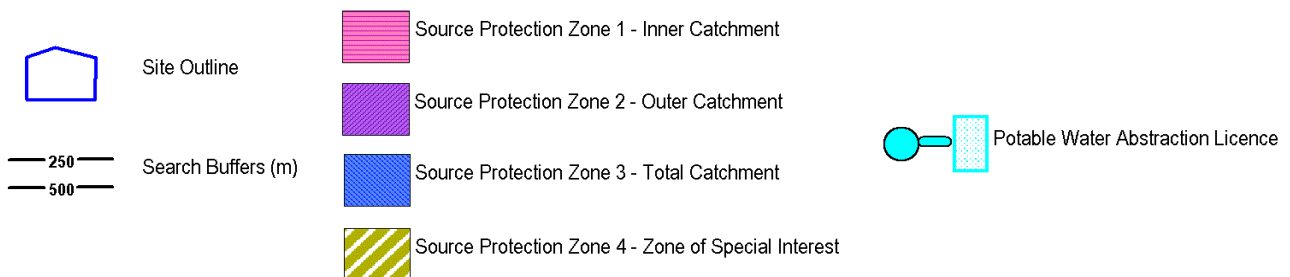 Site Outline
250
500
Search Buffers (m)
Source Protection Zone 1 - Inner Catchment
Source Protection Zone 2 - Outer Catchment
Source Protection Zone 3 - Total Catchment
Source Protection Zone 4 - Zone of Special Interest
Potable Water Abstraction Licence